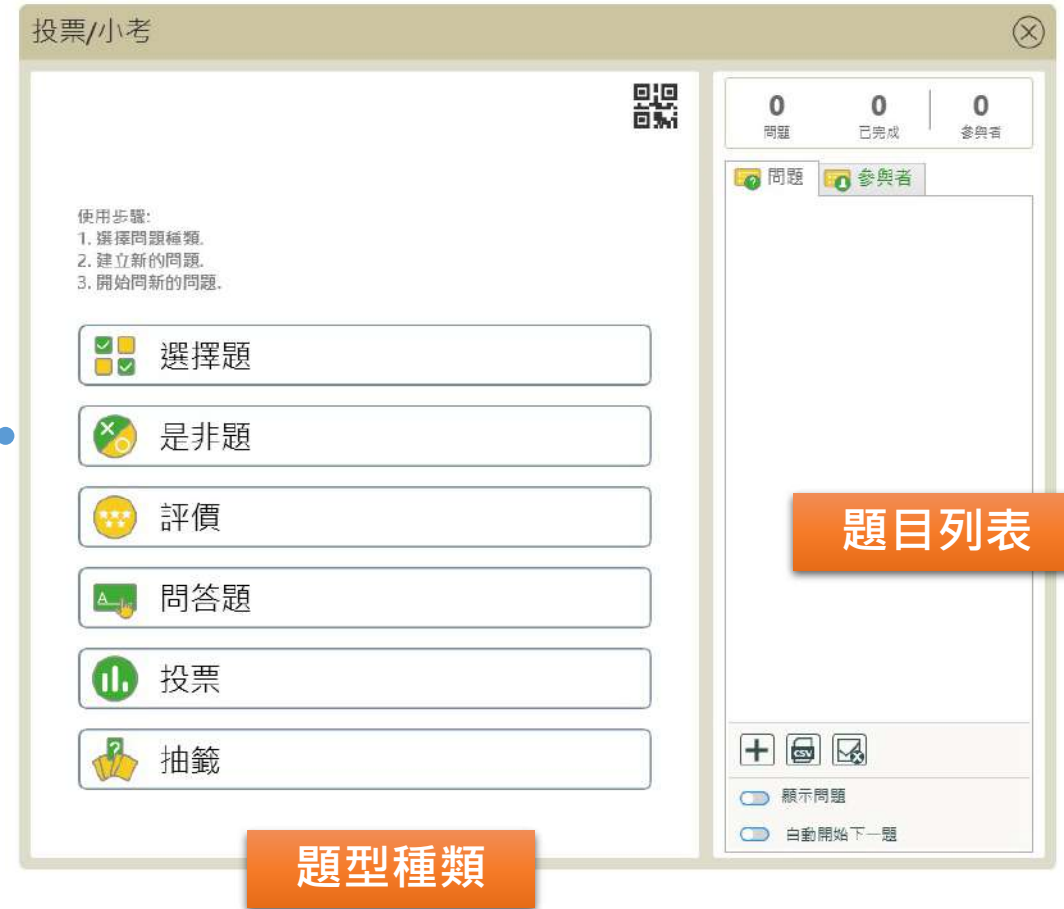 投票/小考
使用步驟:
1. 選擇問題種類.
2. 建立新的問題.
3. 開始問新的問題.
選擇題
是非題
評價
A
問答題
投票
?
抽籤
題型種類
0 0 0
問題 已完成 參與者
? 問題 參與者
題目列表
CSV
顯示問題
自動開始下一題